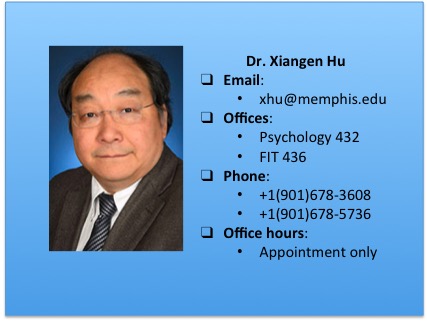 Dr. Xiangen Hu
❑ Email:
• xhu@memphis.edu
❑ Offices:
• Psychology 432
• FIT 436
❑ Phone:
• +1(901)678-3608
• +1(901)678-5736
❑ Office hours:
• Appointment only